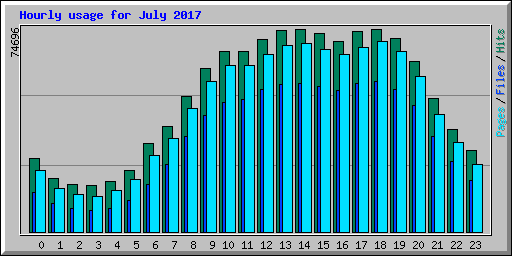 Hourly usage for July 2017
74696
Pages / Files / Hits
0 1 2 3 4 5 6 7 8 9 10 11 12 13 14 15 16 17 18 19 20 21 22 23